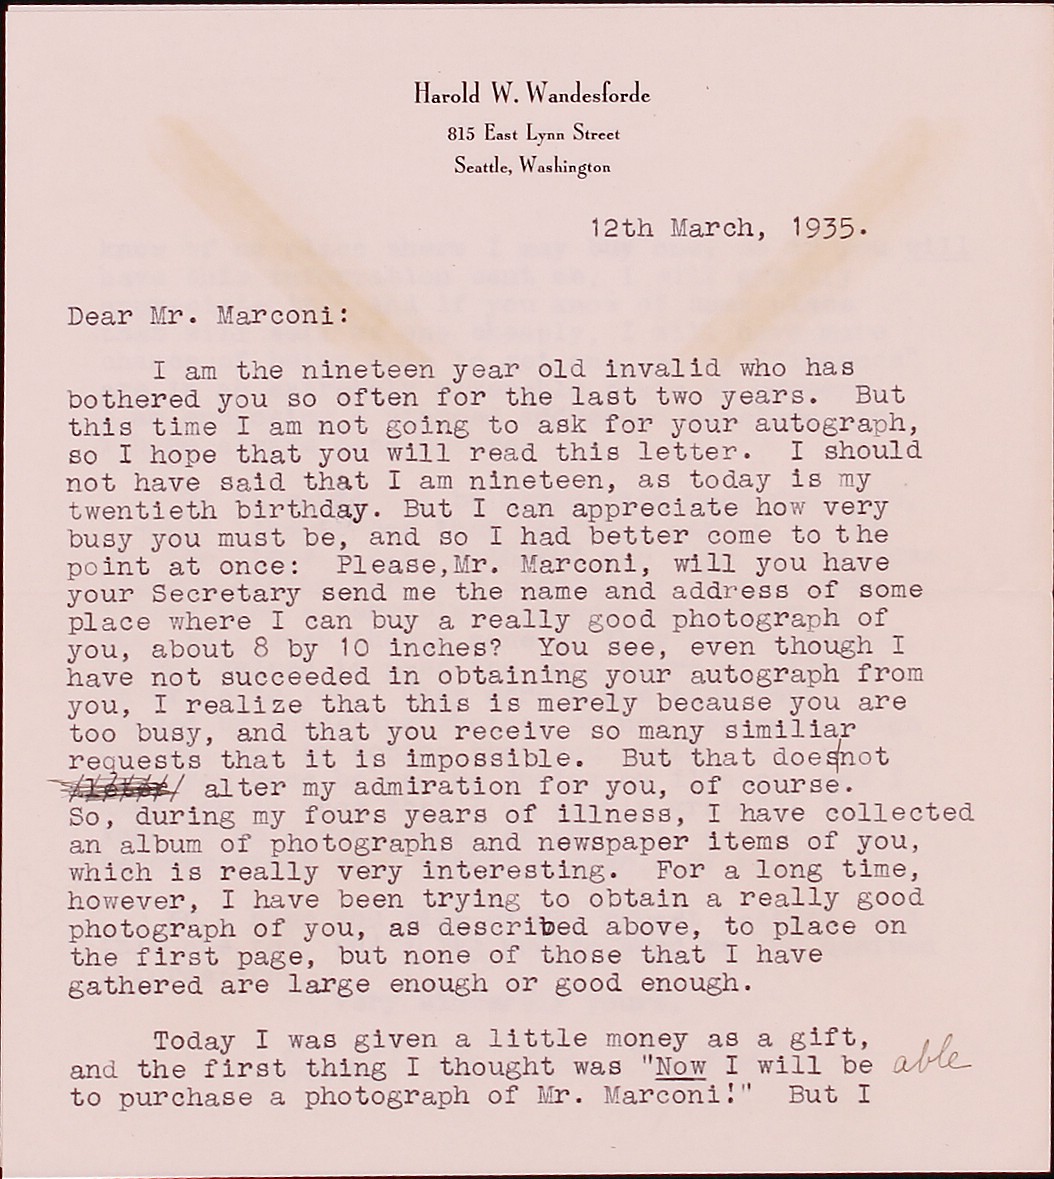 Harold W. Wandesforde
815 East Lynn Street
Seattle, Washington
12th March, 1935.
Dear Mr. Marconi:
I am the nineteen year old invalid who has
bothered you so often for the last two years.  But
this time I am not going to ask for your autograph,
so I hope that you will read this letter.  I should
not have said that I am nineteen, as today is my
twentieth birthday. But I can appreciate how very
busy you must be, and so I had better come to the
point at once:  Please,Mr. Marconi, will you have
your Secretary send me the name and address of some
place where I can buy a really good photograph of
you, about 8 by 10 inches?  You see, even though I
have not succeeded in obtaining your autograph from
you, I realize that this is merely because you are
too busy, and that you receive so many similiar
requests that it is impossible.  But that does/not
alter my admiration for you, of course.
So, during my fours years of illness, I have collected
an album of photographs and newspaper items of you,
which is really very interesting.  For a long time,
however, I have been trying to obtain a really good
photograph of you, as described above, to place on
the first page, but none of those that I have
gathered are large enough or good enough.
Today I was given a little money as a gift,
and the first thing I thought was "Now I will be able
to purchase a photograph of Mr. Marconi!"  But I